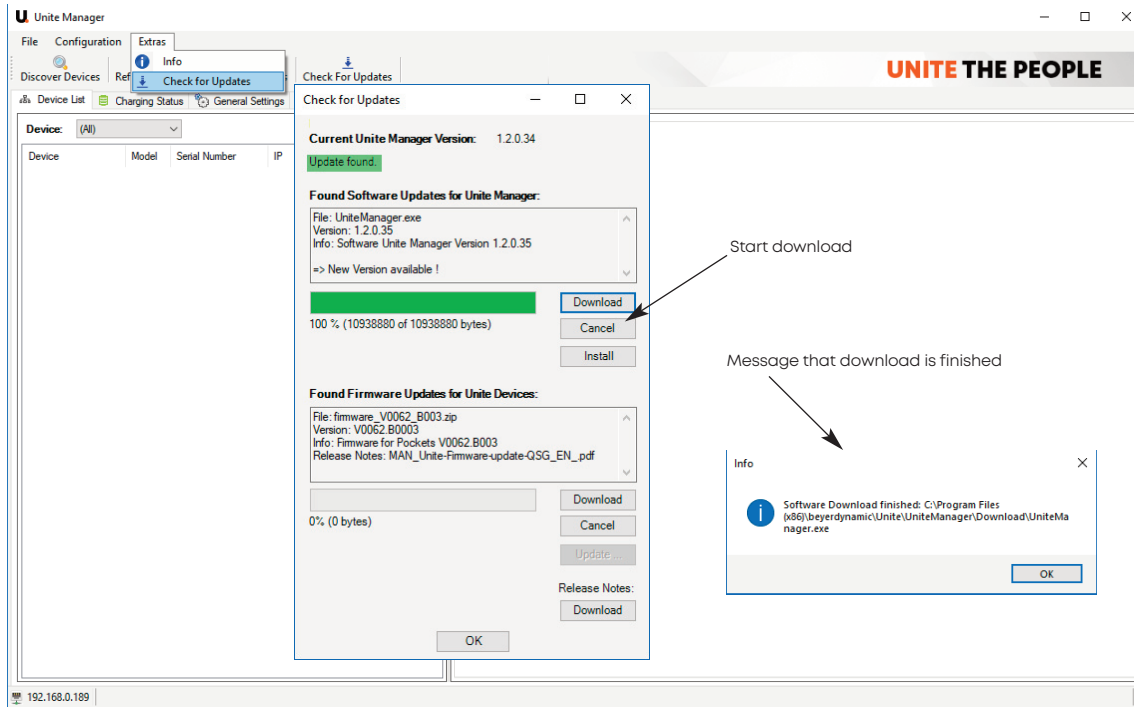 U, Unite Manager
File Configuration Extras
Info
Check for Updates
Discover Devices Ref
Check For Updates
UNITE THE PEOPLE
Device List Charging Status General Settings
Device: (All)
Device Model Serial Number IP
Check for Updates
Current Unite Manager Version: 1.2.0.34
Update found.
Found Software Updates for Unite Manager:
File: UniteManager.exe
Version: 1.2.0.35
Info: Software Unite Manager Version 1.2.0.35
=> New Version available !
Download
100 % (10938880 of 10938880 bytes)
Cancel
Install
Found Firmware Updates for Unite Devices:
File: firmware_V0062_B003.zip
Version: V0062.B0003
Info: Firmware for Pockets V0062.B003
Release Notes: MAN_Unite-Firmware-update-QSG_EN_.pdf
Download
0% (0 bytes)
Cancel
Update ...
Release Notes:
Download
OK
Start download
Message that download is finished
Info
Software Download finished: C:\Program Files
(x86)\beyerdynamic\Unite\UniteManager\Download\UniteMa
nager.exe
OK
192.168.0.189